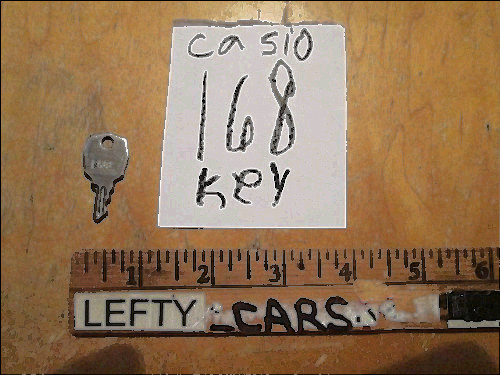 casio
168
key
1 2 3 4 5 6
LEFTY CARS